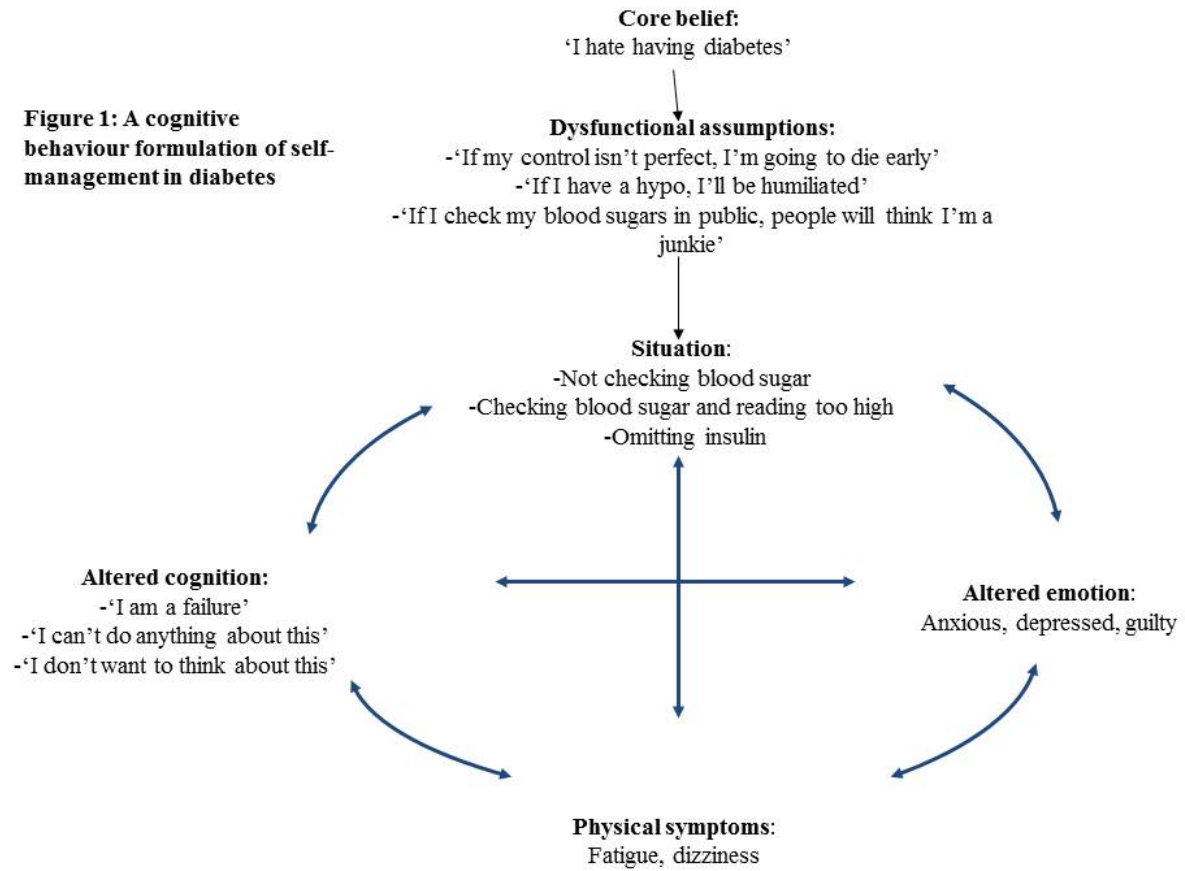 Core belief:
‘I hate having diabetes’
Figure 1: A cognitive
behaviour formulation of self-
management in diabetes
Dysfunctional assumptions:
-‘If my control isn’t perfect, I’m going to die early’
-‘If I have a hypo, I’ll be humiliated’
-‘If I check my blood sugars in public, people will think I’m a
junkie’
Situation:
-Not checking blood sugar
-Checking blood sugar and reading too high
-Omitting insulin
Altered cognition:
-‘I am a failure’
-‘I can’t do anything about this’
-‘I don’t want to think about this’
Altered emotion:
Anxious, depressed, guilty
Physical symptoms:
Fatigue, dizziness